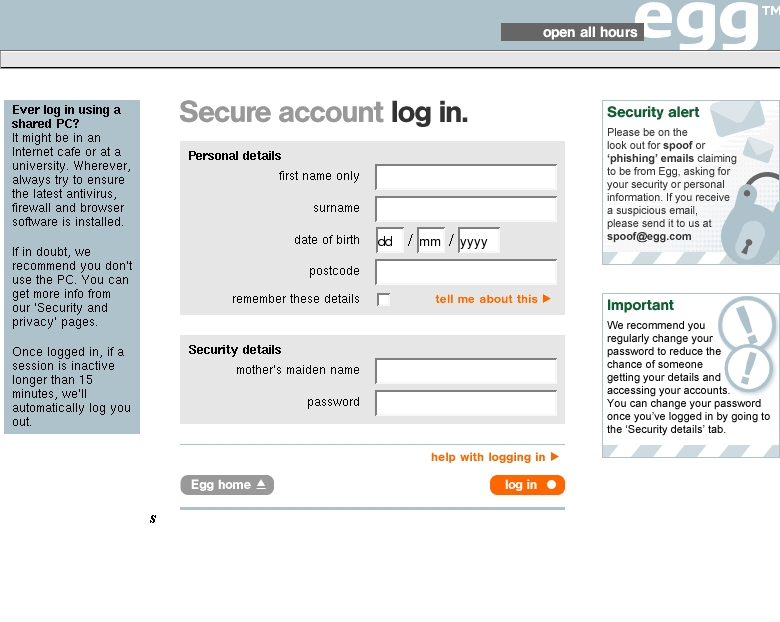 open all hours
egg™
Ever log in using a
shared PC?
It might be in an
Internet cafe or at a
university. Wherever,
always try to ensure
the latest antivirus,
firewall and browser
software is installed.
If in doubt, we
recommend you don't
use the PC. You can
get more info from
our 'Security and
privacy' pages.
Once logged in, if a
session is inactive
longer than 15
minutes, we'll
automatically log you
out.
Secure account log in.
Personal details
first name only
surname
date of birth dd / mm / yyyy
postcode
remember these details tell me about this
Security details
mother's maiden name
password
help with logging in
Egg home log in
s
Security alert
Please be on the
look out for spoof or
‘phishing’ emails claiming
to be from Egg, asking for
your security or personal
information. If you receive
a suspicious email,
please send it to us at
spoof@egg.com
Important
We recommend you
regularly change your
password to reduce the
chance of someone
getting your details and
accessing your accounts.
You can change your password
once you’ve logged in by going to
the ‘Security details’ tab.